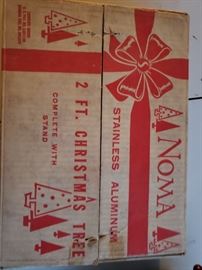 NOMA
STAINLESS ALUMINUM
2 FT. CHRISTMAS TREE
COMPLETE WITH
STAND